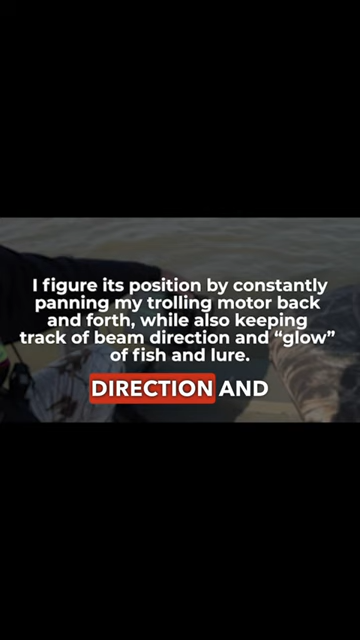 I figure its position by constantly
panning my trolling motor back
and forth, while also keeping
track of beam direction and “glow”
of fish and lure.
DIRECTION AND